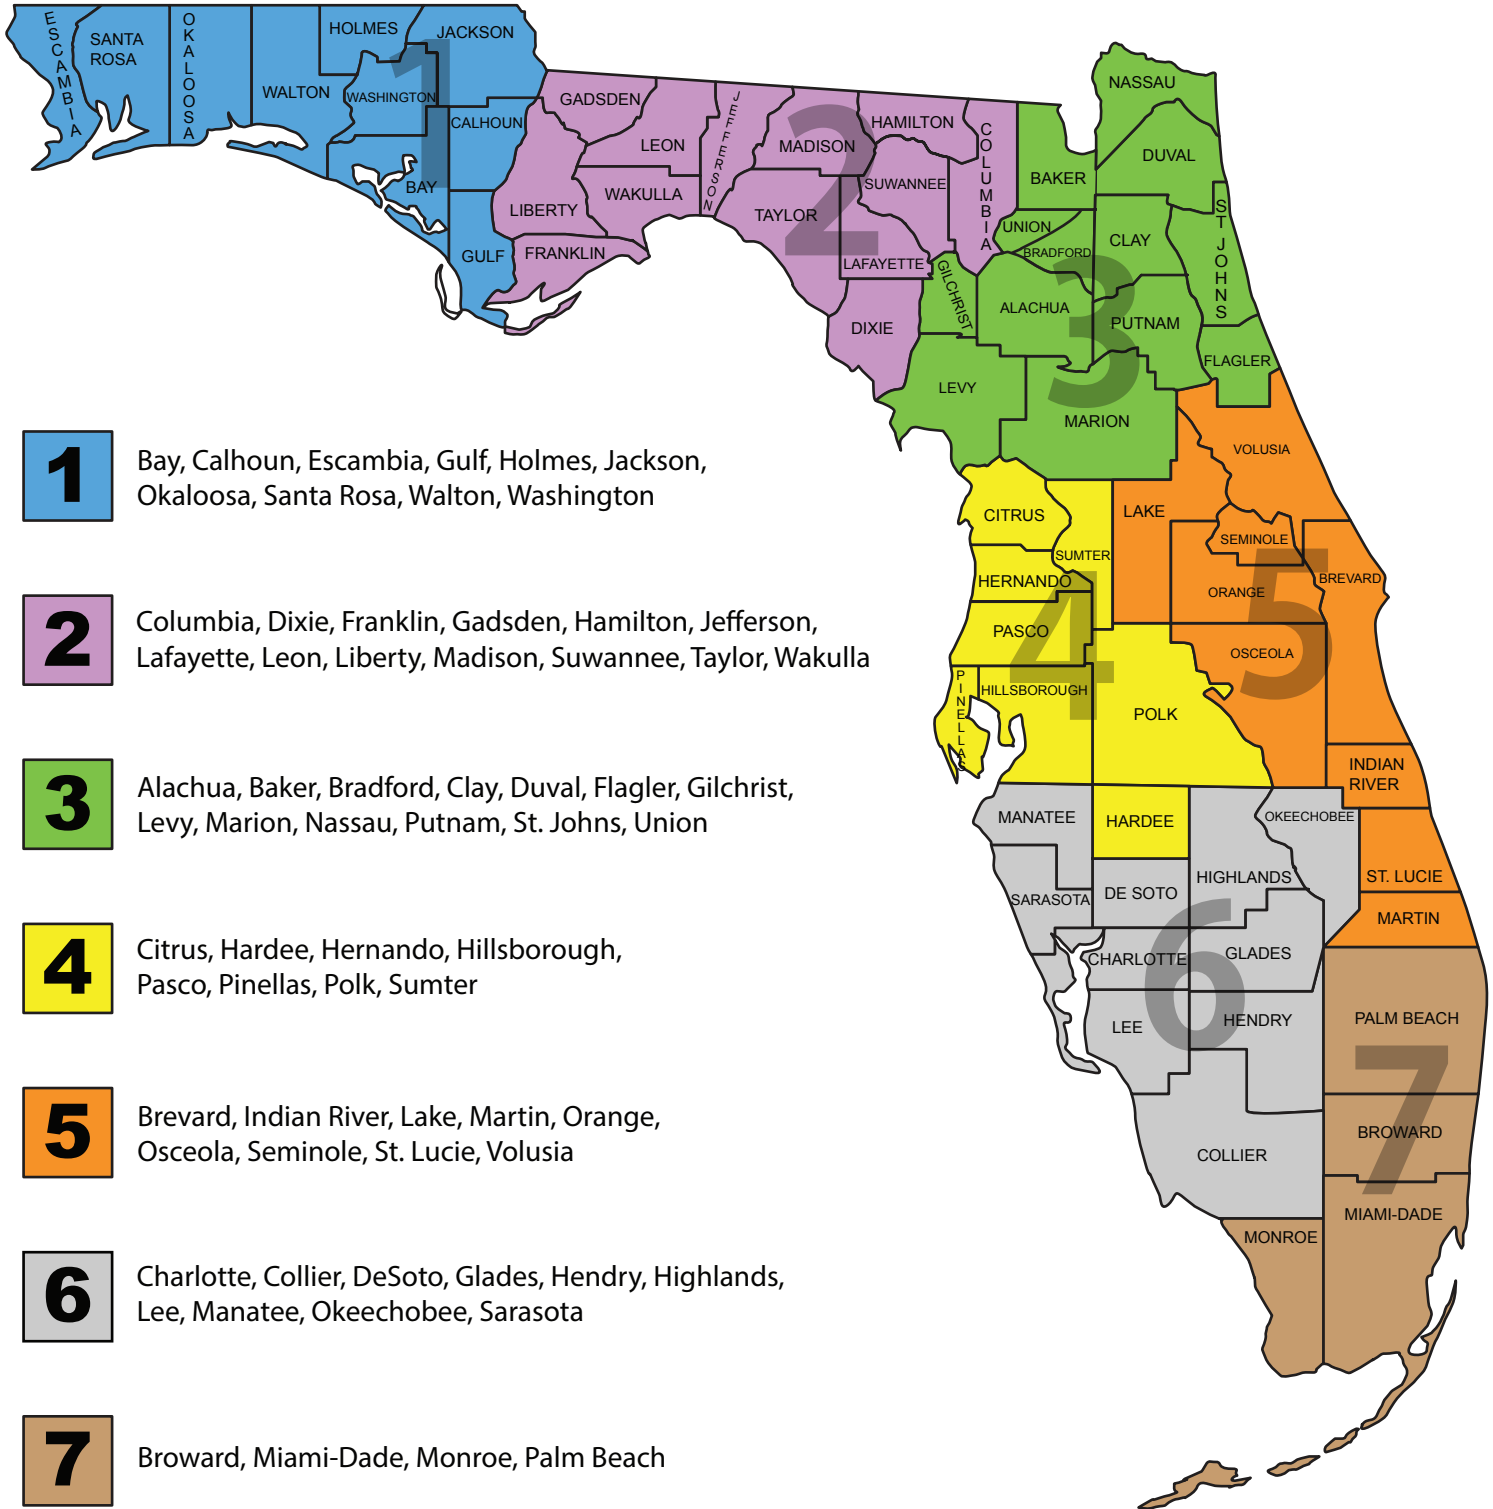 ESCAMBIA
SANTA
ROSA
OKALOOSA
WALTON
HOLMES
WASHINGTON
JACKSON
1
CALHOUN
BAY
GULF
GADSDEN
LIBERTY
FRANKLIN
LEON
WAKULLA
JEFFERSON
MADISON
2
TAYLOR
HAMILTON
SUWANNEE
LAFAYETTE
DIXIE
COLUMBIA
BAKER
NASSAU
DUVAL
UNION
BRADFORD
CLAY
ST JOHNS
GILCHRIST
ALACHUA
3
PUTNAM
FLAGLER
LEVY
MARION
VOLUSIA
CITRUS
SUMTER
LAKE
SEMINOLE
HERNANDO
4
ORANGE
5
BREVARD
PASCO
OSCEOLA
PINELLAS
HILLSBOROUGH
POLK
INDIAN
RIVER
MANATEE
HARDEE
OKEECHOBEE
HIGHLANDS
ST. LUCIE
SARASOTA
DE SOTO
MARTIN
CHARLOTTE
6
GLADES
LEE
HENDRY
PALM BEACH
7
BROWARD
COLLIER
MIAMI-DADE
MONROE
1
Bay, Calhoun, Escambia, Gulf, Holmes, Jackson,
Okaloosa, Santa Rosa, Walton, Washington
2
Columbia, Dixie, Franklin, Gadsden, Hamilton, Jefferson,
Lafayette, Leon, Liberty, Madison, Suwannee, Taylor, Wakulla
3
Alachua, Baker, Bradford, Clay, Duval, Flagler, Gilchrist,
Levy, Marion, Nassau, Putnam, St. Johns, Union
4
Citrus, Hardee, Hernando, Hillsborough,
Pasco, Pinellas, Polk, Sumter
5
Brevard, Indian River, Lake, Martin, Orange,
Osceola, Seminole, St. Lucie, Volusia
6
Charlotte, Collier, DeSoto, Glades, Hendry, Highlands,
Lee, Manatee, Okeechobee, Sarasota
7
Broward, Miami-Dade, Monroe, Palm Beach